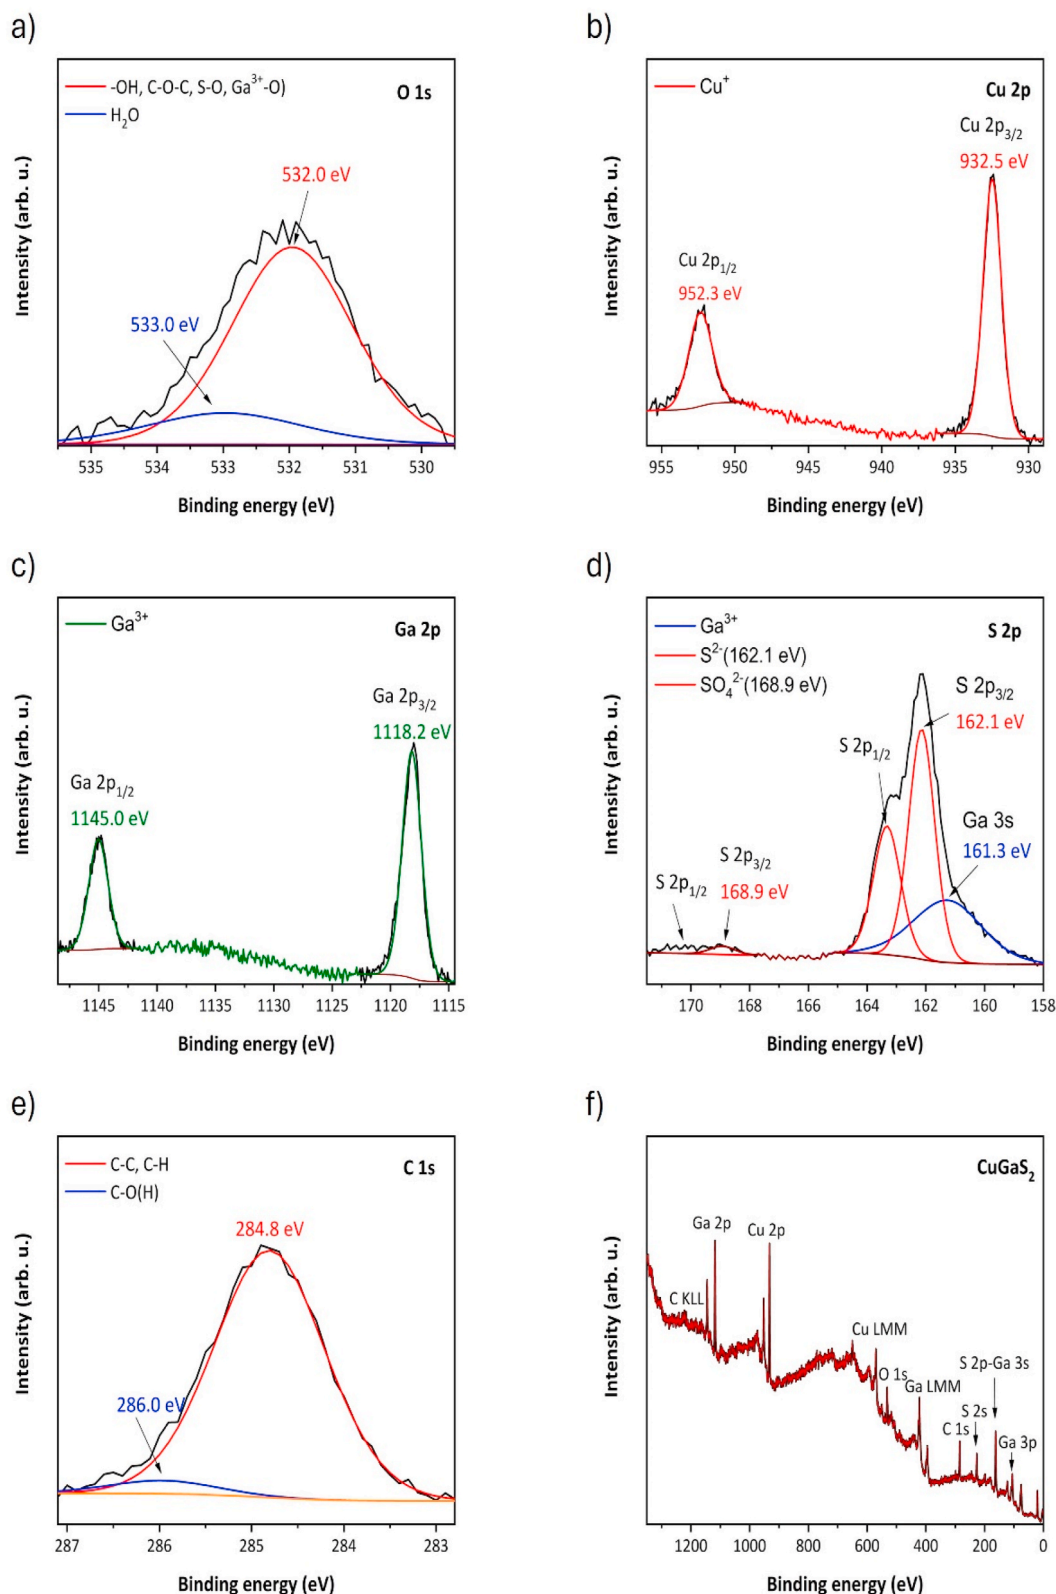 a)
-OH, C-O-C, S-O, Ga³⁺-O)
O 1s
H₂O
532.0 eV
533.0 eV
Intensity (arb. u.)
535 534 533 532 531 530
Binding energy (eV)
b)
Cu⁺
Cu 2p
Cu 2p₃/₂
932.5 eV
Cu 2p₁/₂
952.3 eV
Intensity (arb. u.)
955 950 945 940 935 930
Binding energy (eV)
c)
Ga³⁺
Ga 2p
Ga 2p₃/₂
1118.2 eV
Ga 2p₁/₂
1145.0 eV
Intensity (arb. u.)
1145 1140 1135 1130 1125 1120 1115
Binding energy (eV)
d)
Ga³⁺
S 2p
S²⁻(162.1 eV)
SO₄²⁻(168.9 eV)
S 2p₃/₂
162.1 eV
S 2p₁/₂
Ga 3s
161.3 eV
S 2p₃/₂
168.9 eV
S 2p₁/₂
Intensity (arb. u.)
170 168 166 164 162 160 158
Binding energy (eV)
e)
C-C, C-H
C 1s
C-O(H)
284.8 eV
286.0 eV
Intensity (arb. u.)
287 286 285 284 283
Binding energy (eV)
f)
CuGaS₂
Ga 2p
Cu 2p
C KLL
Cu LMM
O 1s
Ga LMM
S 2p-Ga 3s
S 2s
C 1s
Ga 3p
Intensity (arb. u.)
1200 1000 800 600 400 200 0
Binding energy (eV)